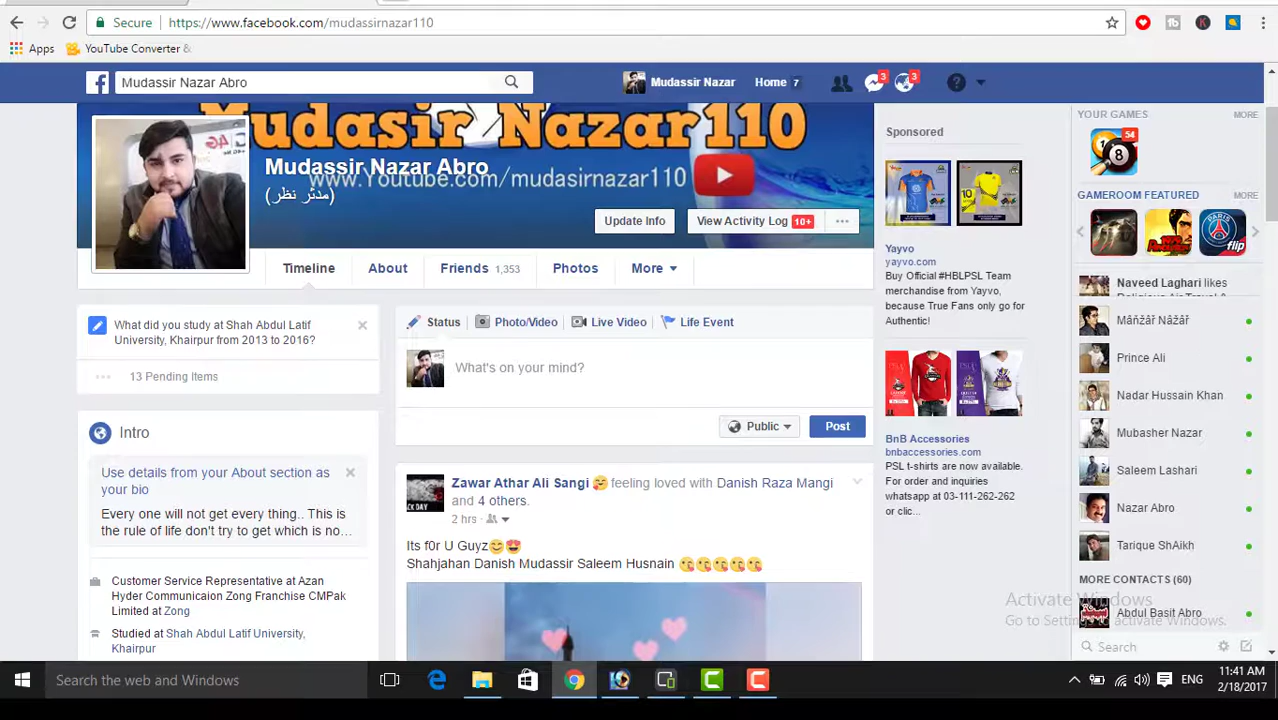 Secure https://www.facebook.com/mudassirnazar110
Apps YouTube Converter &
Mudassir Nazar Abro
Mudassir Nazar Home 7 3 3
Mudasir Nazar110
Mudassir Nazar Abro
www.Youtube.com/mudasirnazar110
(مدثر نظر)
Update Info View Activity Log 10+
Timeline About Friends 1,353 Photos More
What did you study at Shah Abdul Latif
University, Khairpur from 2013 to 2016?
13 Pending Items
Intro
Use details from your About section as
your bio
Every one will not get every thing.. This is
the rule of life don't try to get which is no…
Customer Service Representative at Azan
Hyder Communicaion Zong Franchise CMPak
Limited at Zong
Studied at Shah Abdul Latif University,
Khairpur
Status Photo/Video Live Video Life Event
What's on your mind?
Public Post
Zawar Athar Ali Sangi 🥰 feeling loved with Danish Raza Mangi
and 4 others.
2 hrs
Its f0r U Guyz😊😍
Shahjahan Danish Mudassir Saleem Husnain 😘😘😘😘😘
CK DAY
Sponsored
Yayvo
yayvo.com
Buy Official #HBLPSL Team
merchandise from Yayvo,
because True Fans only go for
Authentic!
BnB Accessories
bnbaccessories.com
PSL t-shirts are now available.
For order and inquiries
whatsapp at 03-111-262-262
or clic...
YOUR GAMES MORE
54
8
GAMEROOM FEATURED MORE
PARIS
flip
Naveed Laghari likes
Mâñžâř Nâžâř
Prince Ali
Nadar Hussain Khan
Mubasher Nazar
Saleem Lashari
Nazar Abro
Tarique ShAikh
MORE CONTACTS (60)
Abdul Basit Abro
Search
Activate Windows
Go to Settings to activate Windows.
Search the web and Windows
ENG
11:41 AM
2/18/2017